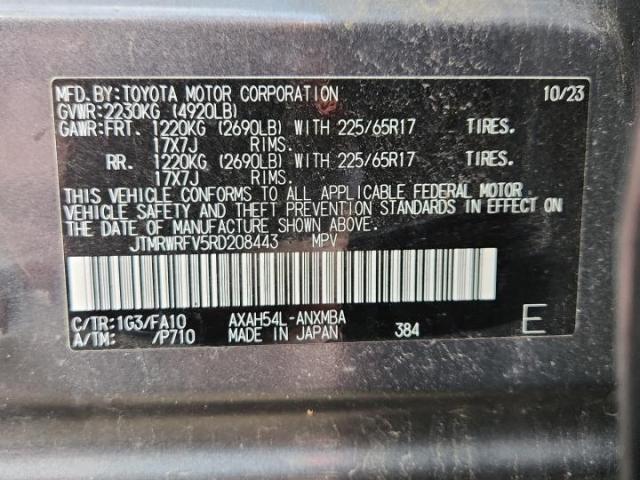 MFD.BY:TOYOTA MOTOR CORPORATION 10/23
GVWR:2230KG (4920LB)
GAWR:FRT. 1220KG (2690LB) WITH 225/65R17 TIRES.
17X7J RIMS.
RR. 1220KG (2690LB) WITH 225/65R17 TIRES.
17X7J RIMS.
THIS VEHICLE CONFORMS TO ALL APPLICABLE FEDERAL MOTOR
VEHICLE SAFETY AND THEFT PREVENTION STANDARDS IN EFFECT ON
THE DATE OF MANUFACTURE SHOWN ABOVE.
JTMRWRFV5RD208443 MPV
C/TR:1G3/FA10 AXAH54L-ANXMBA
A/TM: /P710 MADE IN JAPAN 384 E